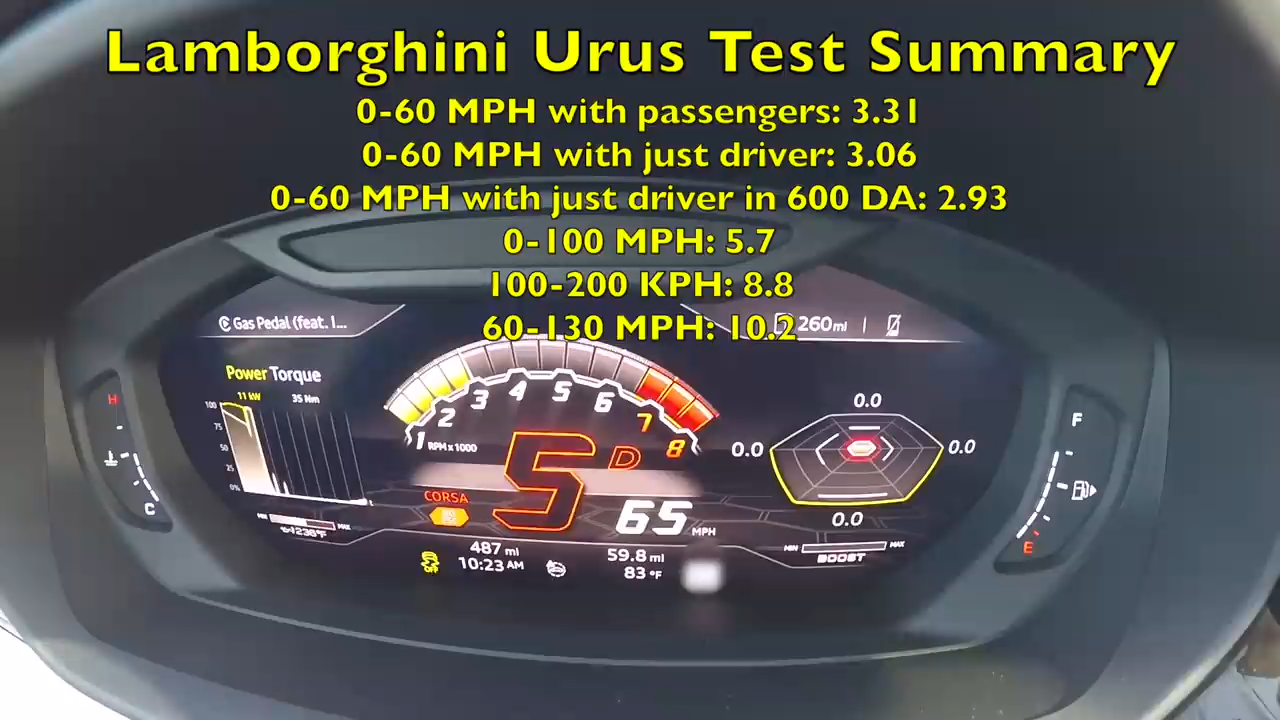 Lamborghini Urus Test Summary
0-60 MPH with passengers: 3.31
0-60 MPH with just driver: 3.06
0-60 MPH with just driver in 600 DA: 2.93
0-100 MPH: 5.7
100-200 KPH: 8.8
60-130 MPH: 10.2
Gas Pedal (feat. I...
260mi
Power Torque
11 kW 35 Nm
100
75
50
25
0%
MIN MAX
H
C
1 2 3 4 5 6 7 8
RPM x 1000
5 D
CORSA
65 MPH
487 mi
10:23 AM
59.8 mi
83 °F
OFF
0.0
0.0 0.0
0.0
MIN MAX
BOOST
F
E